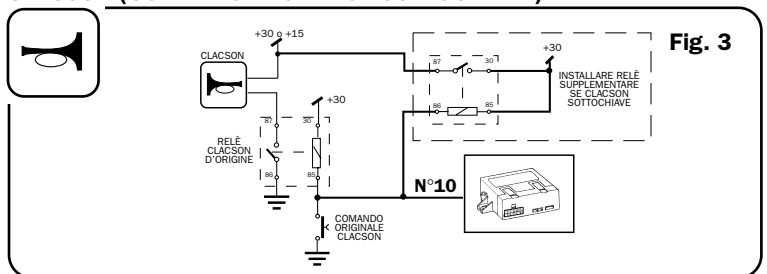 Fig. 3
+30 o +15
CLACSON
+30
87
30
86
85
+30
INSTALLARE RELÈ
SUPPLEMENTARE
SE CLACSON
SOTTOCHIAVE
RELÈ
CLACSON
D'ORIGINE
87
30
86
85
N°10
COMANDO
ORIGINALE
CLACSON